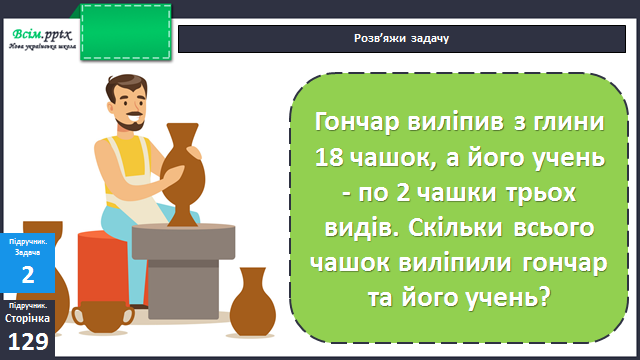 Всім.pptx
Нова українська школа
Розв'яжи задачу
Гончар виліпив з глини
18 чашок, а його учень
- по 2 чашки трьох
видів. Скільки всього
чашок виліпили гончар
та його учень?
Підручник.
Задача
2
Підручник.
Сторінка
129